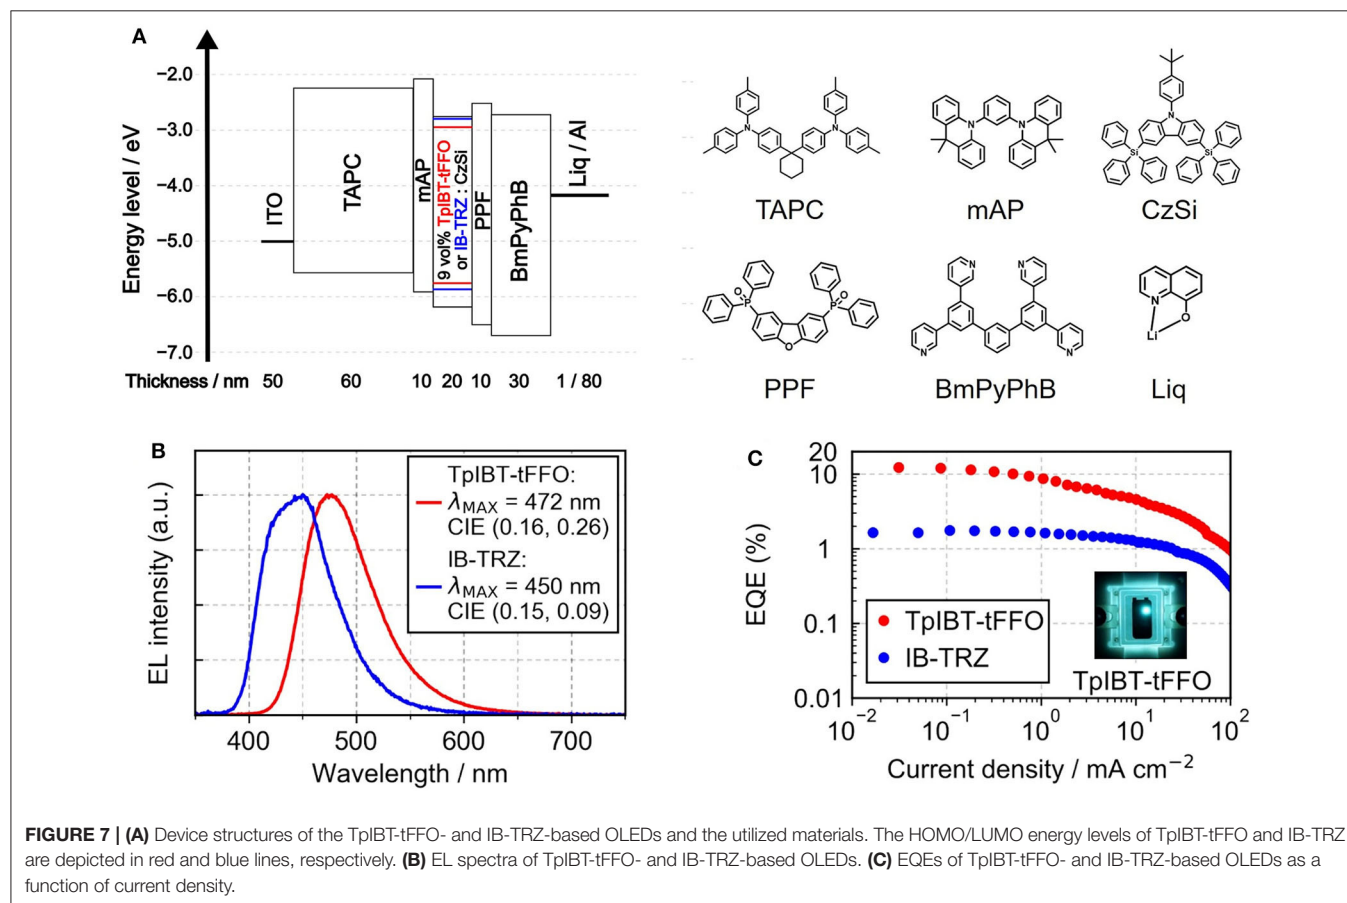 A
Energy level / eV
−2.0
−3.0
−4.0
−5.0
−6.0
−7.0
ITO
TAPC
mAP
9 vol% TpIBT-tFFO
or IB-TRZ : CzSi
PPF
BmPyPhB
Liq / Al
Thickness / nm 50 60 10 20 10 30 1 / 80
TAPC
mAP
CzSi
PPF
BmPyPhB
Liq
B
EL intensity (a.u.)
TpIBT-tFFO:
λMAX = 472 nm
CIE (0.16, 0.26)
IB-TRZ:
λMAX = 450 nm
CIE (0.15, 0.09)
400 500 600 700
Wavelength / nm
C
EQE (%)
20
10
1
0.1
0.01
TpIBT-tFFO
IB-TRZ
TpIBT-tFFO
10⁻² 10⁻¹ 10⁰ 10¹ 10²
Current density / mA cm⁻²
FIGURE 7 | (A) Device structures of the TpIBT-tFFO- and IB-TRZ-based OLEDs and the utilized materials. The HOMO/LUMO energy levels of TpIBT-tFFO and IB-TRZ
are depicted in red and blue lines, respectively. (B) EL spectra of TpIBT-tFFO- and IB-TRZ-based OLEDs. (C) EQEs of TpIBT-tFFO- and IB-TRZ-based OLEDs as a
function of current density.